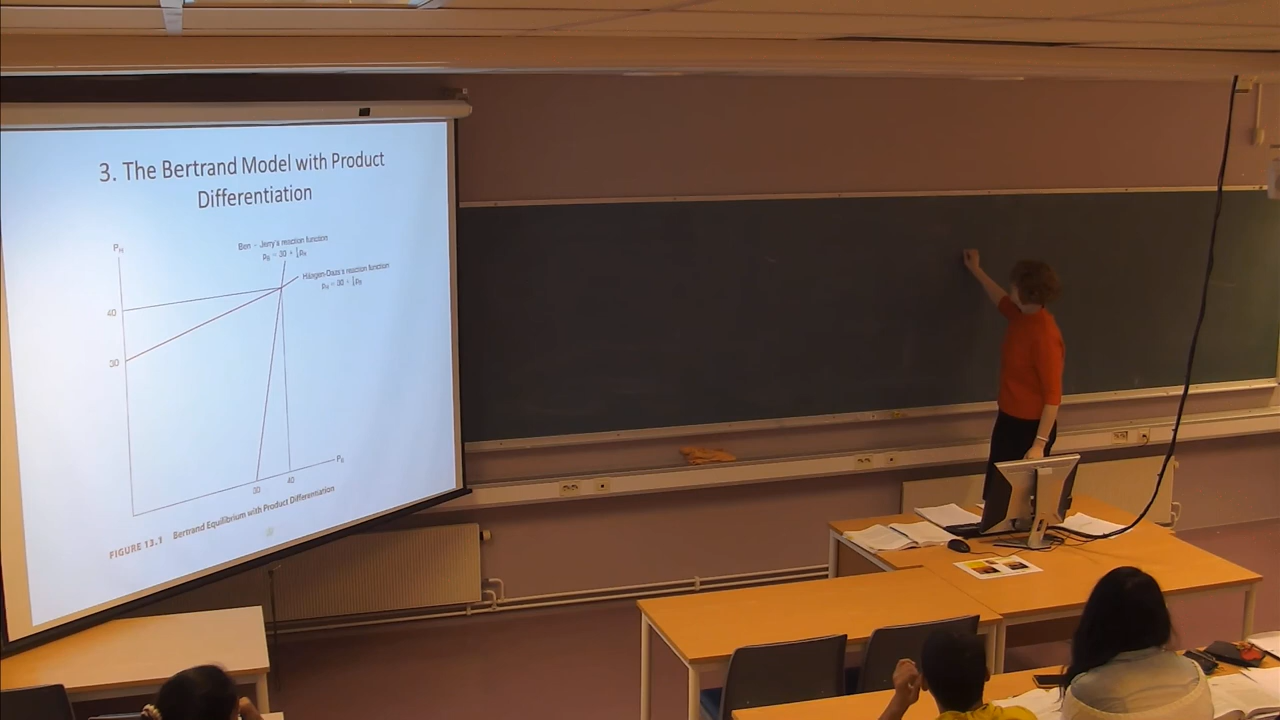 3. The Bertrand Model with Product
Differentiation
P_H
Ben - Jerry's reaction function
Häagen-Dazs's reaction function
40
30
30
40
FIGURE 13.1 Bertrand Equilibrium with Product Differentiation